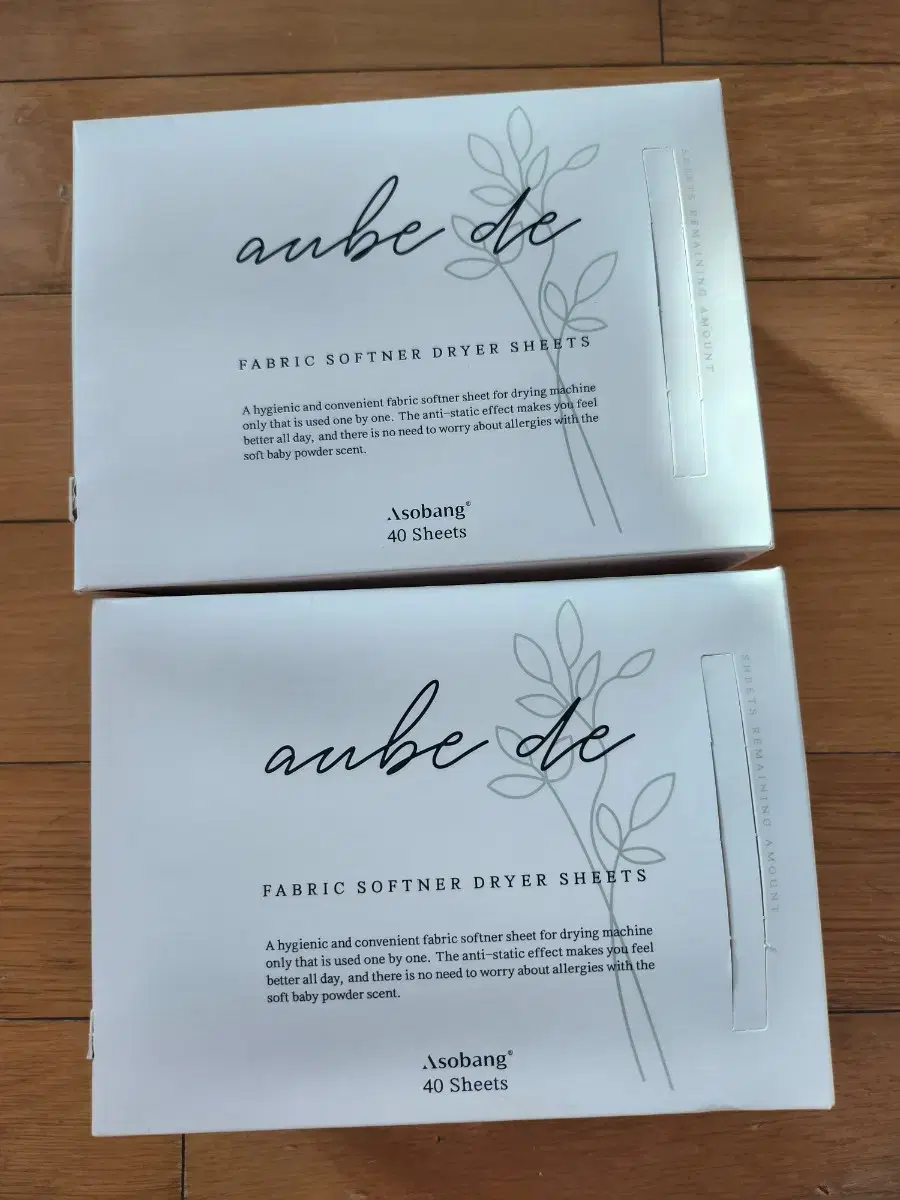 aube de
FABRIC SOFTNER DRYER SHEETS
A hygienic and convenient fabric softner sheet for drying machine
only that is used one by one. The anti-static effect makes you feel
better all day, and there is no need to worry about allergies with the
soft baby powder scent.
Asobang®
40 Sheets
SHEETS REMAINING AMOUNT
aube de
FABRIC SOFTNER DRYER SHEETS
A hygienic and convenient fabric softner sheet for drying machine
only that is used one by one. The anti-static effect makes you feel
better all day, and there is no need to worry about allergies with the
soft baby powder scent.
Asobang®
40 Sheets
SHEETS REMAINING AMOUNT